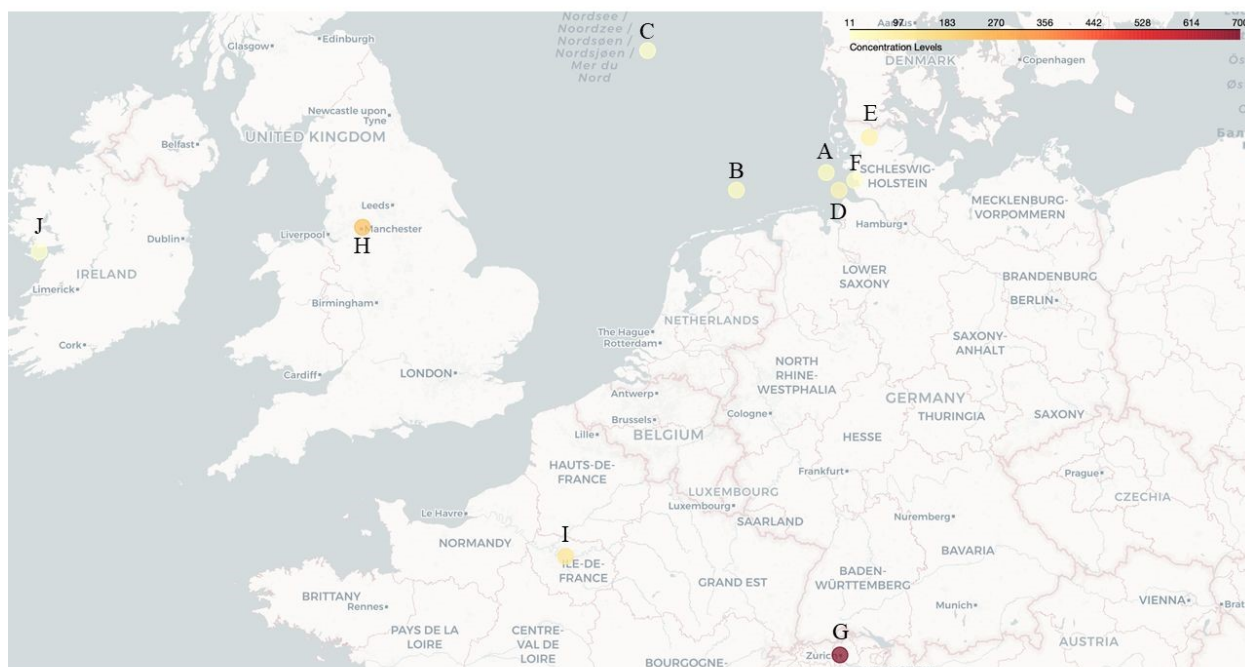 Nordsee /
Noordzee /
Nordsøen /
Nordsjøen /
Mer du
Nord
C
11 97 183 270 356 442 528 614 700
Concentration Levels
Glasgow
Edinburgh
DENMARK
Copenhagen
Newcastle upon
Tyne
UNITED KINGDOM
Belfast
E
A
F
SCHLESWIG-
HOLSTEIN
B
D
MECKLENBURG-
VORPOMMERN
Hamburg
J
Leeds
Liverpool
Manchester
H
Dublin
IRELAND
Limerick
LOWER
SAXONY
BRANDENBURG
BERLIN
Birmingham
NETHERLANDS
The Hague
Rotterdam
SAXONY-
ANHALT
Cork
Cardiff
LONDON
NORTH
RHINE-
WESTPHALIA
Antwerp
Brussels
Cologne
GERMANY
THURINGIA
SAXONY
Lille
BELGIUM
HESSE
HAUTS-DE-
FRANCE
Frankfurt
Prague
LUXEMBOURG
Luxembourg
CZECHIA
Le Havre
SAARLAND
Nuremberg
NORMANDY
I
ÎLE-DE-
FRANCE
BAVARIA
GRAND EST
BADEN-
WÜRTTEMBERG
BRITTANY
Rennes
VIENNA
Munich
PAYS DE LA
LOIRE
CENTRE-
VAL DE
LOIRE
G
Zurich
AUSTRIA
BOURGOGNE-